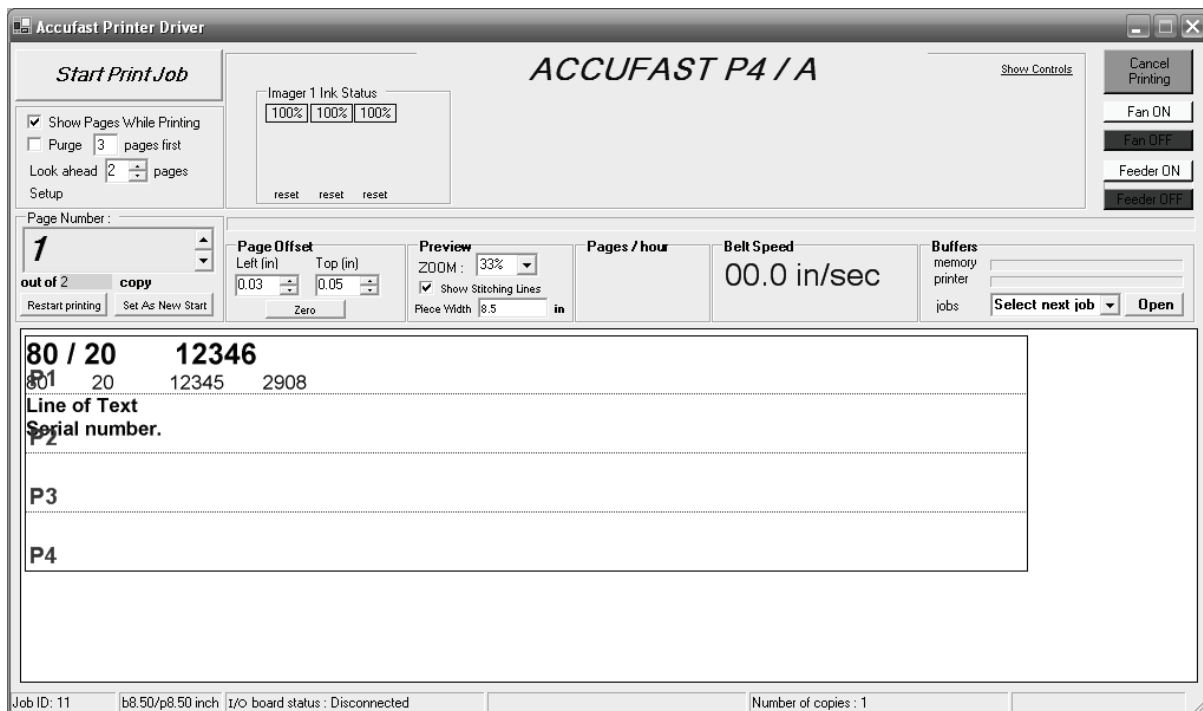 Accufast Printer Driver
Start Print Job
ACCUFAST P4 / A
Show Controls
Cancel
Printing
Imager 1 Ink Status
100% 100% 100%
reset reset reset
Show Pages While Printing
Purge 3 pages first
Look ahead 2 pages
Setup
Fan ON
Fan OFF
Feeder ON
Feeder OFF
Page Number :
1
out of 2 copy
Restart printing Set As New Start
Page Offset
Left (in) Top (in)
0.03 0.05
Zero
Preview
ZOOM : 33%
Show Stitching Lines
Piece Width 8.5 in
Pages / hour
Belt Speed
00.0 in/sec
Buffers
memory
printer
jobs Select next job Open
80 / 20 12346
P1
80 20 12345 2908
Line of Text
Serial number.
P2
P3
P4
Job ID: 11 b8.50/p8.50 inch I/O board status : Disconnected Number of copies : 1